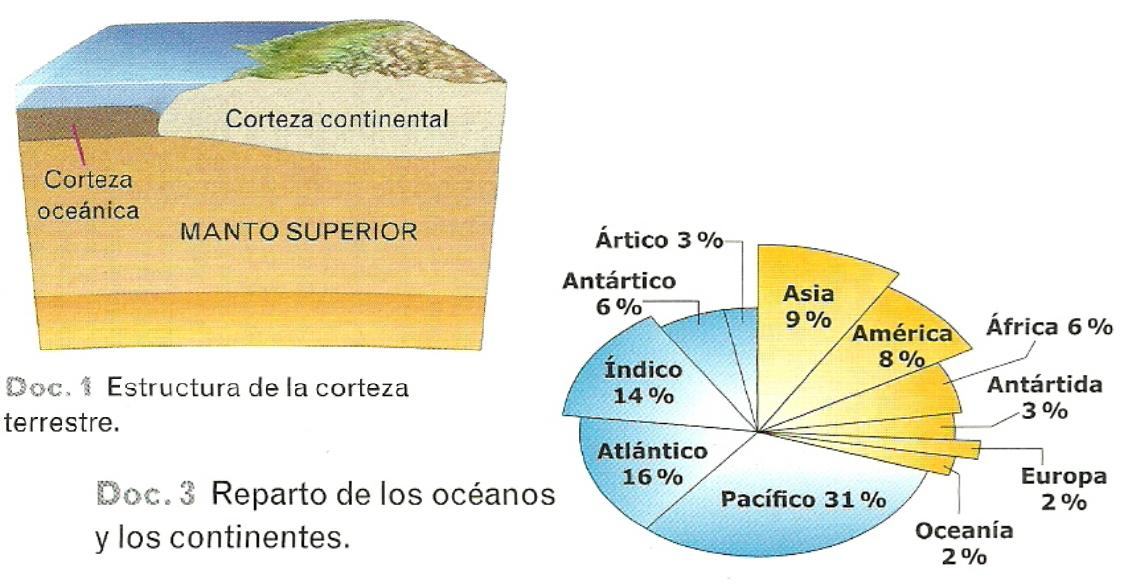 Corteza continental
Corteza
oceánica
MANTO SUPERIOR
Doc. 1 Estructura de la corteza
terrestre.
Doc. 3 Reparto de los océanos
y los continentes.
Ártico 3 %
Antártico
6 %
Índico
14 %
Atlántico
16 %
Pacífico 31 %
Asia
9 %
América
8 %
África 6 %
Antártida
3 %
Europa
2 %
Oceanía
2 %